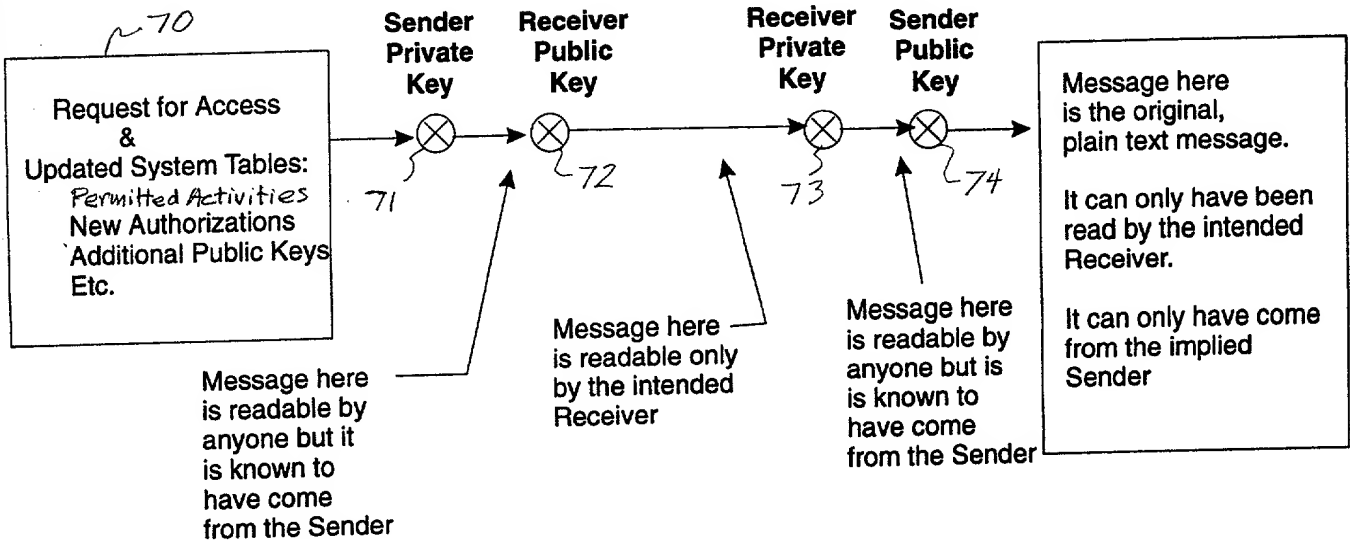 70
Sender
Private
Key
Receiver
Public
Key
Receiver
Private
Key
Sender
Public
Key
Request for Access
&
Updated System Tables:
Permitted Activities
New Authorizations
Additional Public Keys
Etc.
71
72
73
74
Message here
is readable by
anyone but it
is known to
have come
from the Sender
Message here
is readable only
by the intended
Receiver
Message here
is readable by
anyone but is
is known to
have come
from the Sender
Message here
is the original,
plain text message.
It can only have been
read by the intended
Receiver.
It can only have come
from the implied
Sender